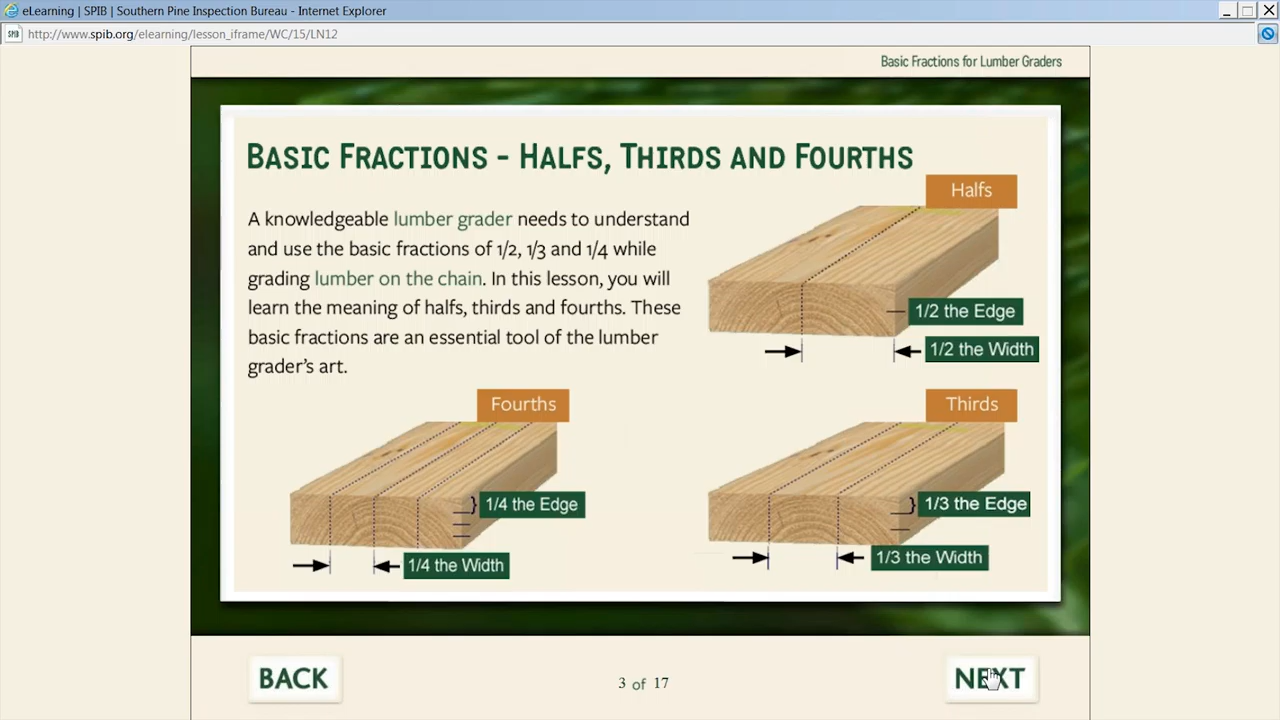 eLearning | SPIB | Southern Pine Inspection Bureau - Internet Explorer
SPIB http://www.spib.org/elearning/lesson_iframe/WC/15/LN12
Basic Fractions for Lumber Graders
BASIC FRACTIONS - HALFS, THIRDS AND FOURTHS
A knowledgeable lumber grader needs to understand
and use the basic fractions of 1/2, 1/3 and 1/4 while
grading lumber on the chain. In this lesson, you will
learn the meaning of halfs, thirds and fourths. These
basic fractions are an essential tool of the lumber
grader's art.
Halfs
1/2 the Edge
1/2 the Width
Fourths
1/4 the Edge
1/4 the Width
Thirds
1/3 the Edge
1/3 the Width
BACK
3 of 17
NEXT